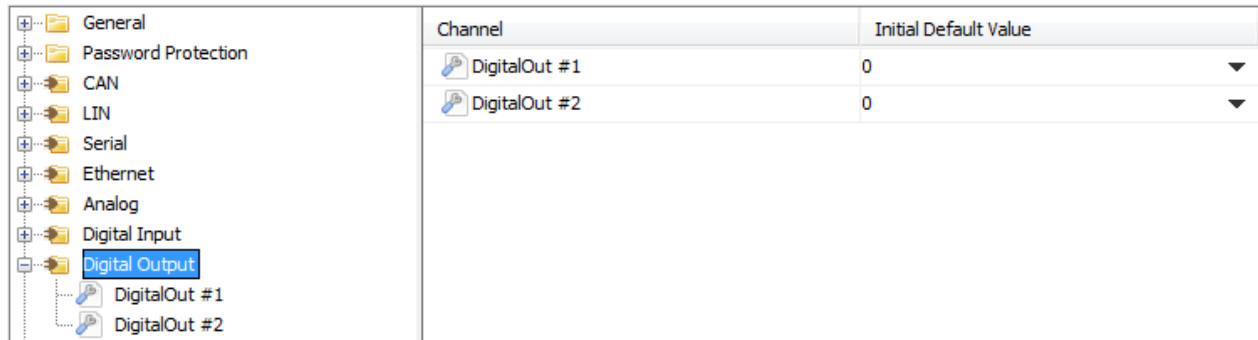 General
Password Protection
CAN
LIN
Serial
Ethernet
Analog
Digital Input
Digital Output
DigitalOut #1
DigitalOut #2
Channel Initial Default Value
DigitalOut #1 0
DigitalOut #2 0